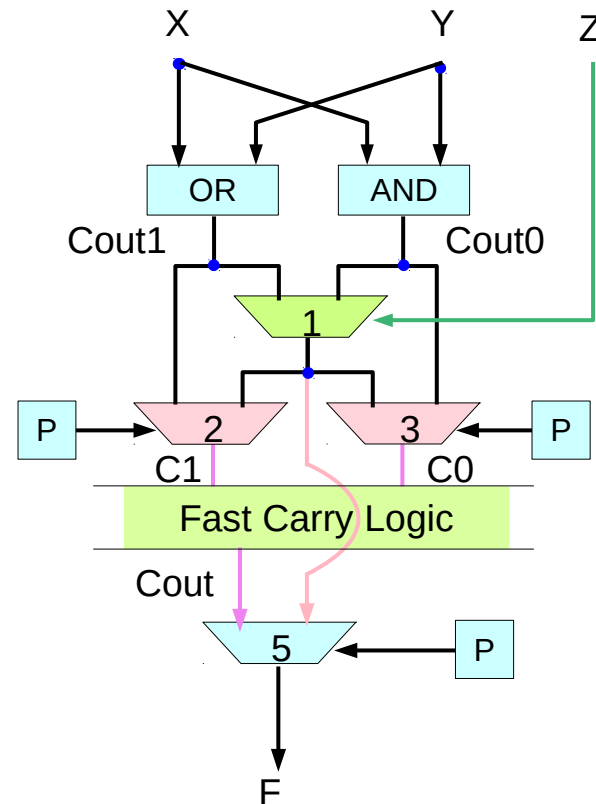 X Y Z
OR AND
Cout1 Cout0
1
P 2 3 P
C1 C0
Fast Carry Logic
Cout
5 P
F